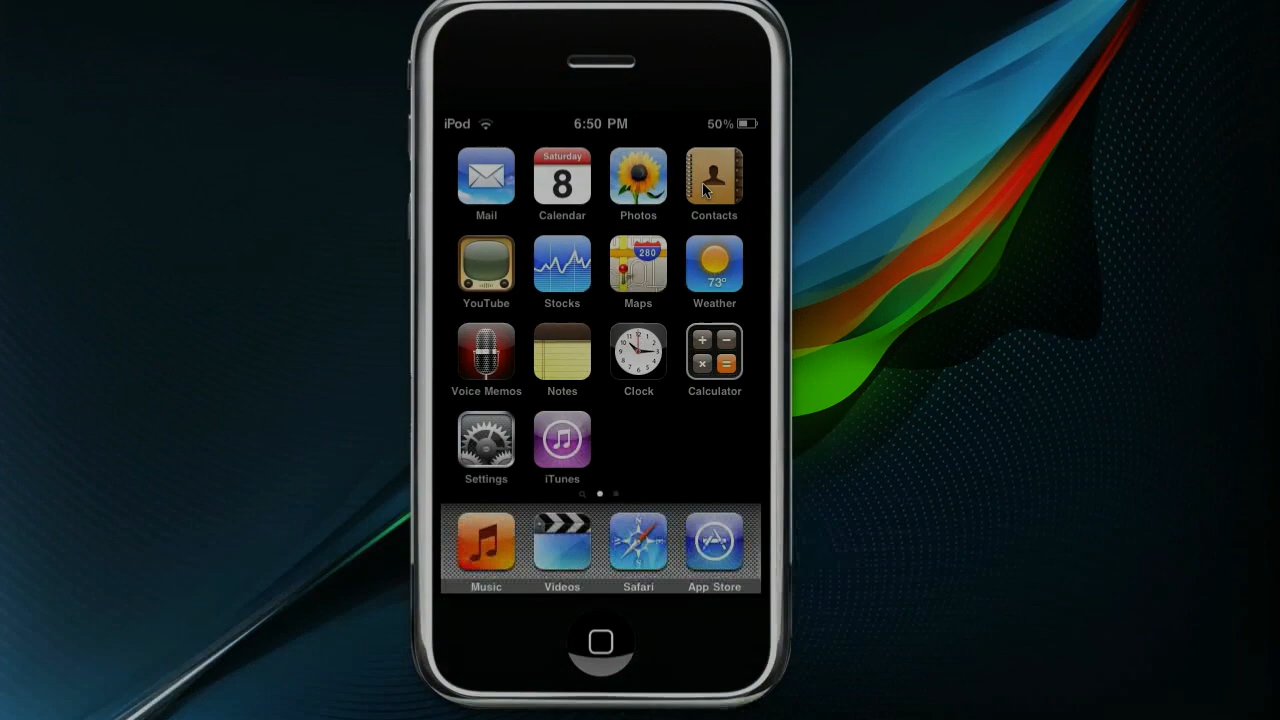 iPod 6:50 PM 50%
Saturday
8
280
73°
Mail Calendar Photos Contacts
YouTube Stocks Maps Weather
Voice Memos Notes Clock Calculator
Settings iTunes
Music Videos Safari App Store